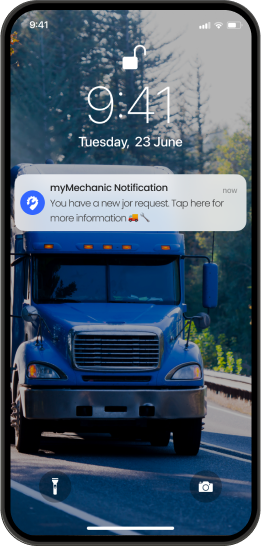 9:41
9:41
Tuesday, 23 June
myMechanic Notification
now
You have a new jor request. Tap here for
more information 🚚 🔧